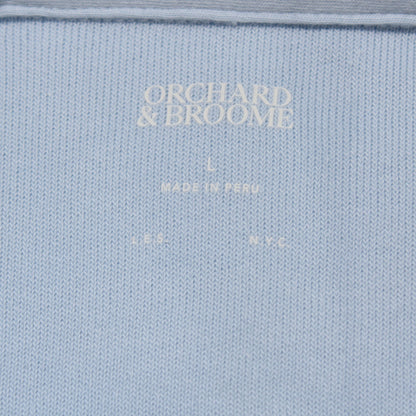 ORCHARD
& BROOME
L
MADE IN PERU
L.E.S. N.Y.C.